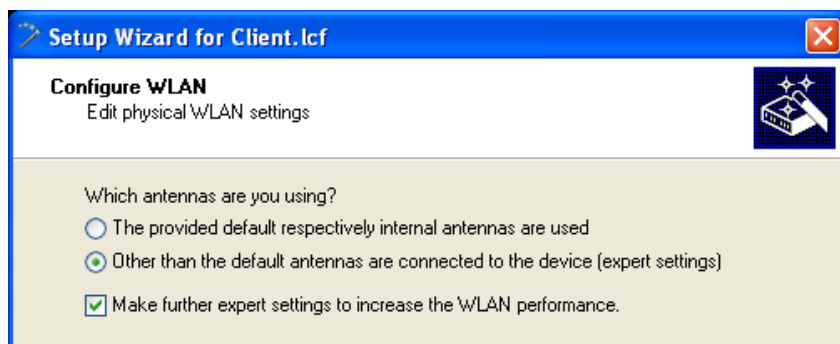 Setup Wizard for Client.lcf
Configure WLAN
Edit physical WLAN settings
Which antennas are you using?
The provided default respectively internal antennas are used
Other than the default antennas are connected to the device (expert settings)
Make further expert settings to increase the WLAN performance.